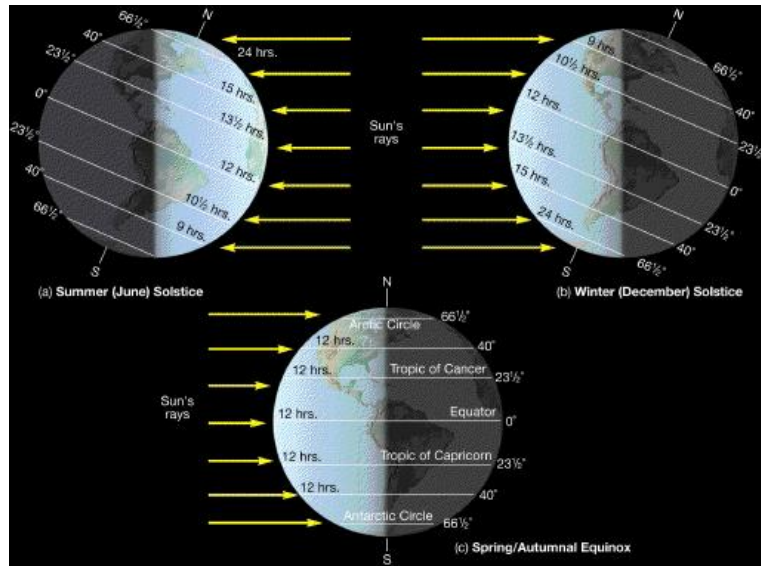 N
66½°
40°
23½°
0°
23½°
40°
66½°
S
24 hrs.
15 hrs.
13½ hrs.
12 hrs.
10½ hrs.
9 hrs.
(a) Summer (June) Solstice
Sun's
rays
N
9 hrs.
10½ hrs.
12 hrs.
13½ hrs.
15 hrs.
24 hrs.
66½°
40°
23½°
0°
23½°
40°
66½°
S
(b) Winter (December) Solstice
N
Sun's
rays
Arctic Circle 66½°
12 hrs. 40°
12 hrs. Tropic of Cancer 23½°
12 hrs. Equator 0°
12 hrs. Tropic of Capricorn 23½°
12 hrs. 40°
Antarctic Circle 66½°
S
(c) Spring/Autumnal Equinox